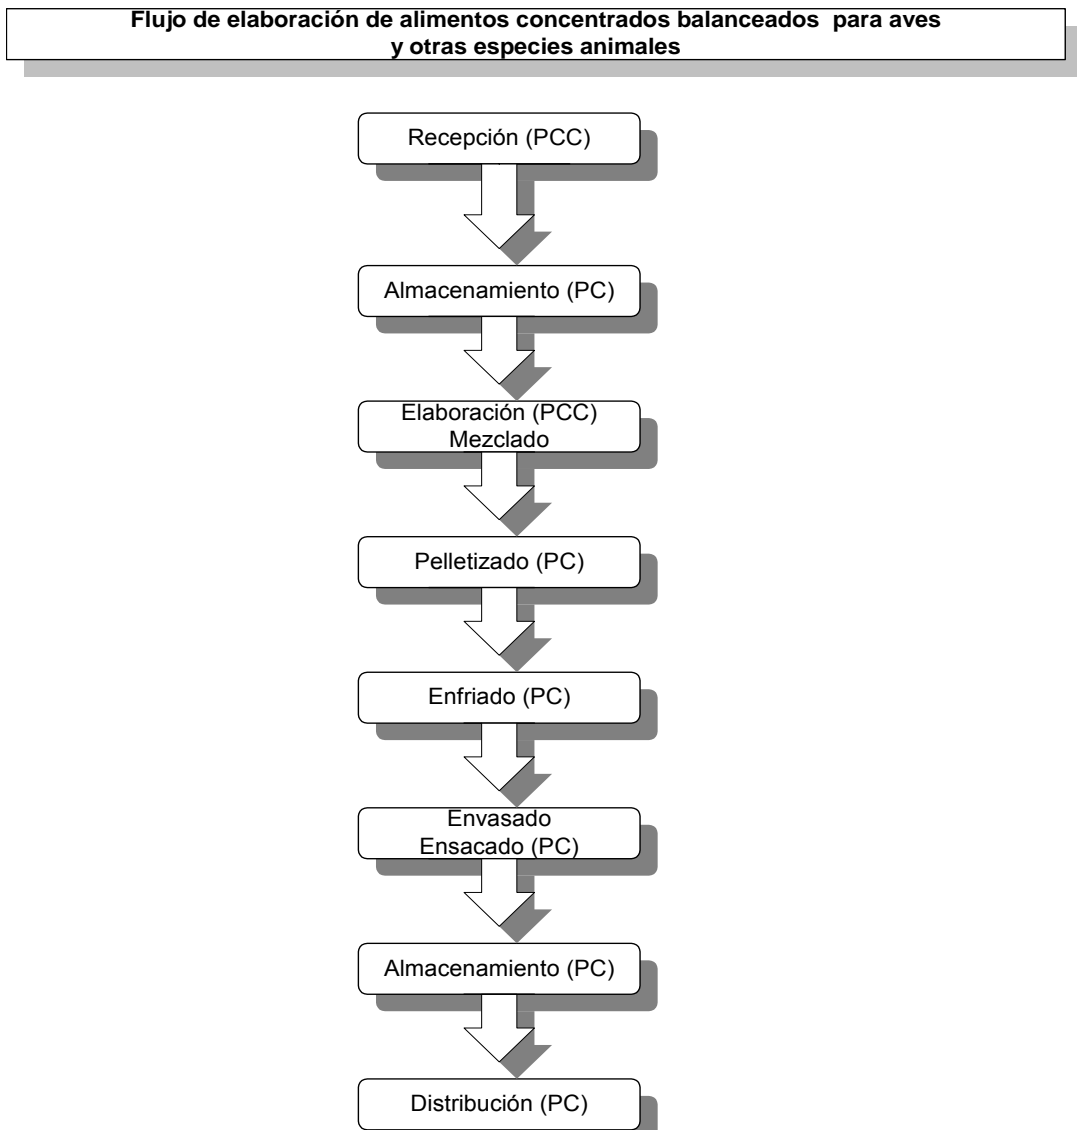 Flujo de elaboración de alimentos concentrados balanceados para aves
y otras especies animales
Recepción (PCC)
Almacenamiento (PC)
Elaboración (PCC)
Mezclado
Pelletizado (PC)
Enfriado (PC)
Envasado
Ensacado (PC)
Almacenamiento (PC)
Distribución (PC)